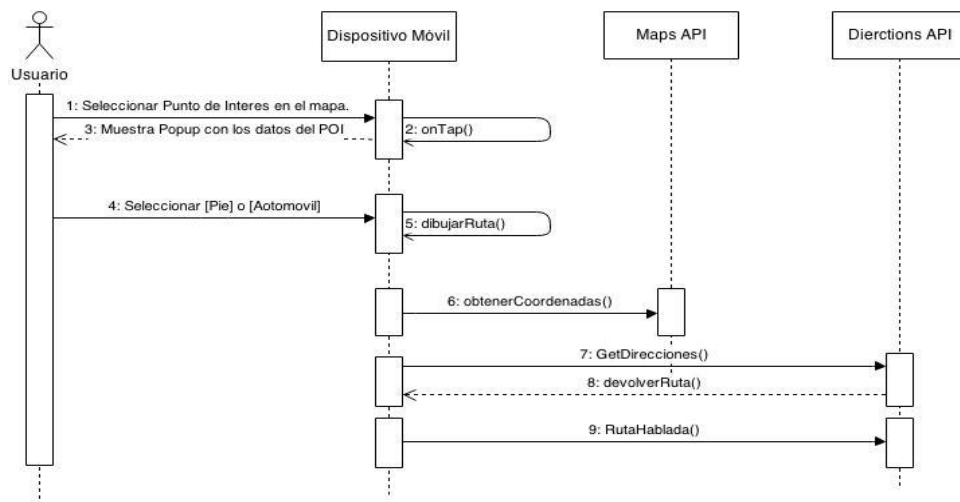 Usuario
Dispositivo Móvil
Maps API
Dierctions API
1: Seleccionar Punto de Interes en el mapa.
2: onTap()
3: Muestra Popup con los datos del POI
4: Seleccionar [Pie] o [Aotomovil]
5: dibujarRuta()
6: obtenerCoordenadas()
7: GetDirecciones()
8: devolverRuta()
9: RutaHablada()